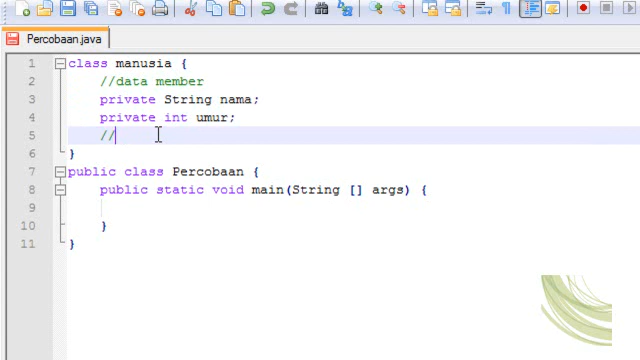 Percobaan.java
1 class manusia {
2 //data member
3 private String nama;
4 private int umur;
5 //
6 }
7 public class Percobaan {
8 public static void main(String [] args) {
9
10 }
11 }